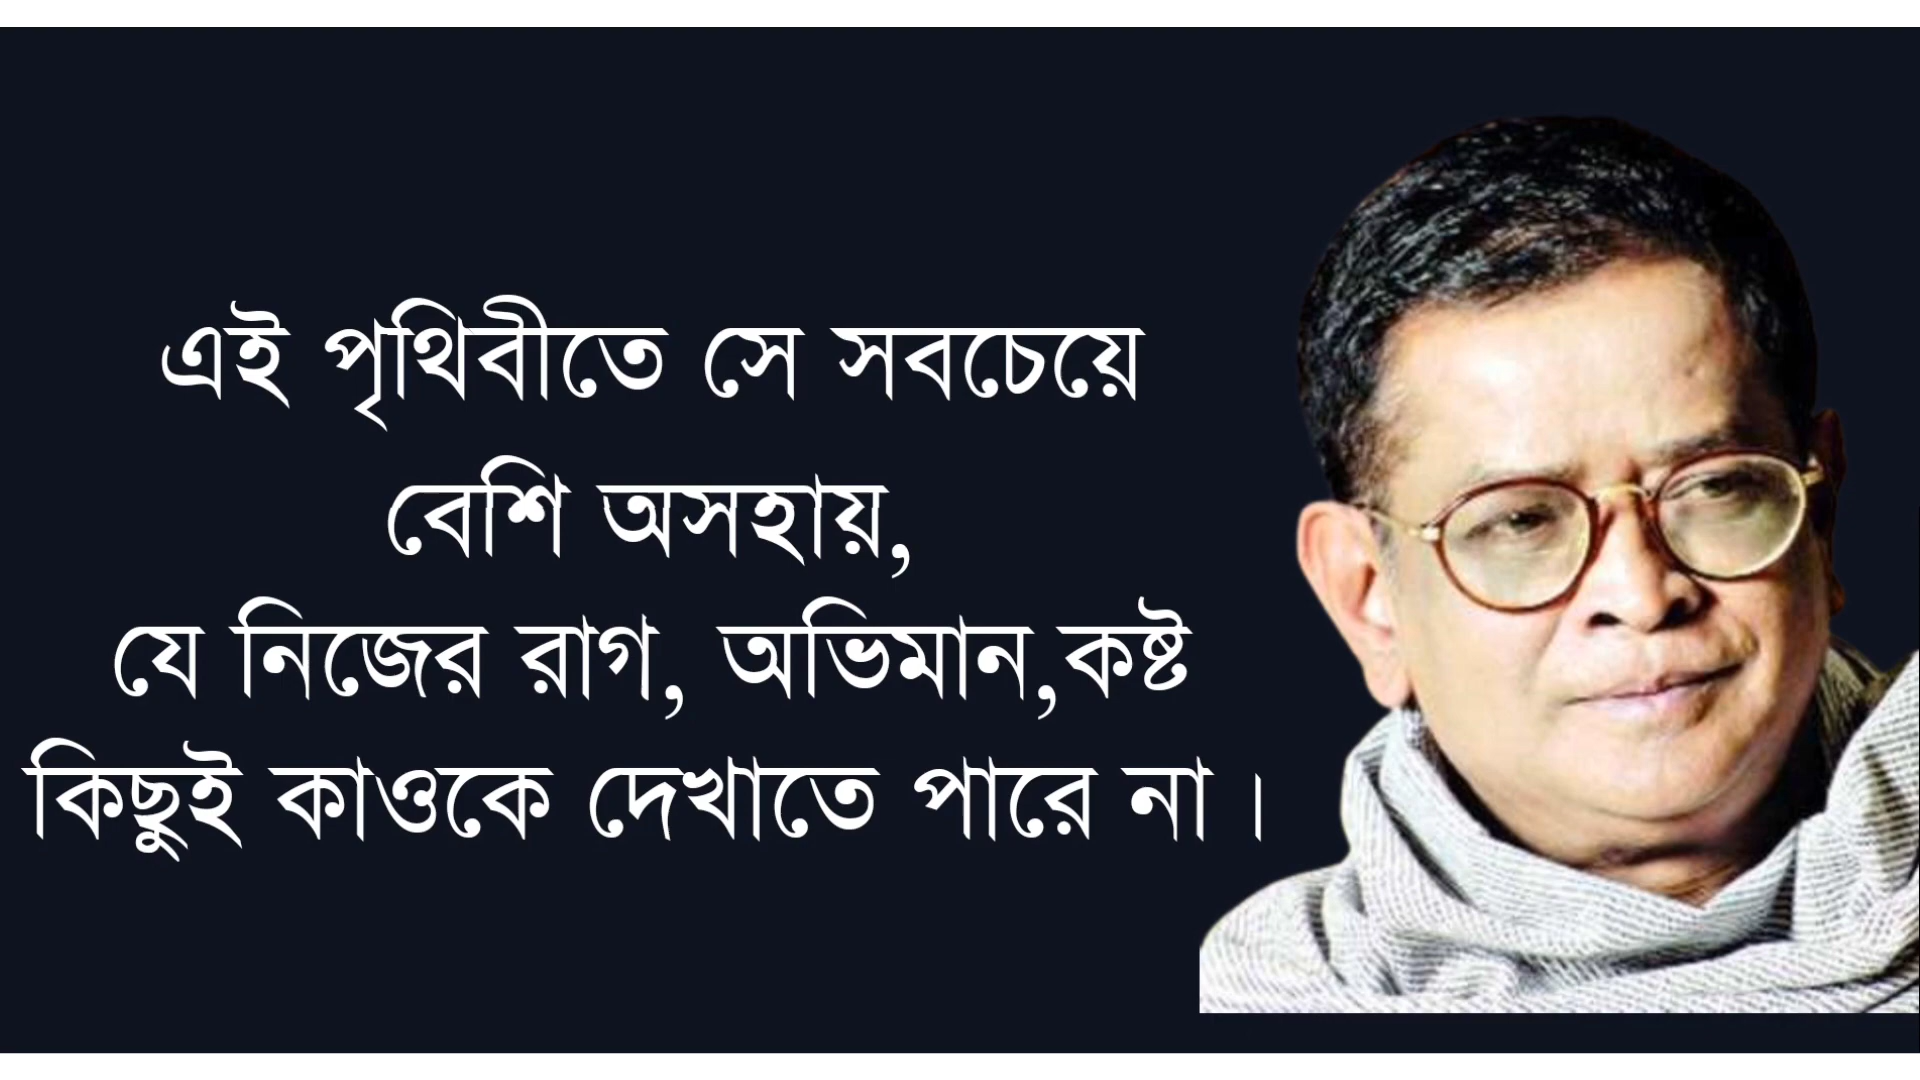 এই পৃথিবীতে সে সবচেয়ে
বেশি অসহায়,
যে নিজের রাগ, অভিমান,কষ্ট
কিছুই কাওকে দেখাতে পারে না।